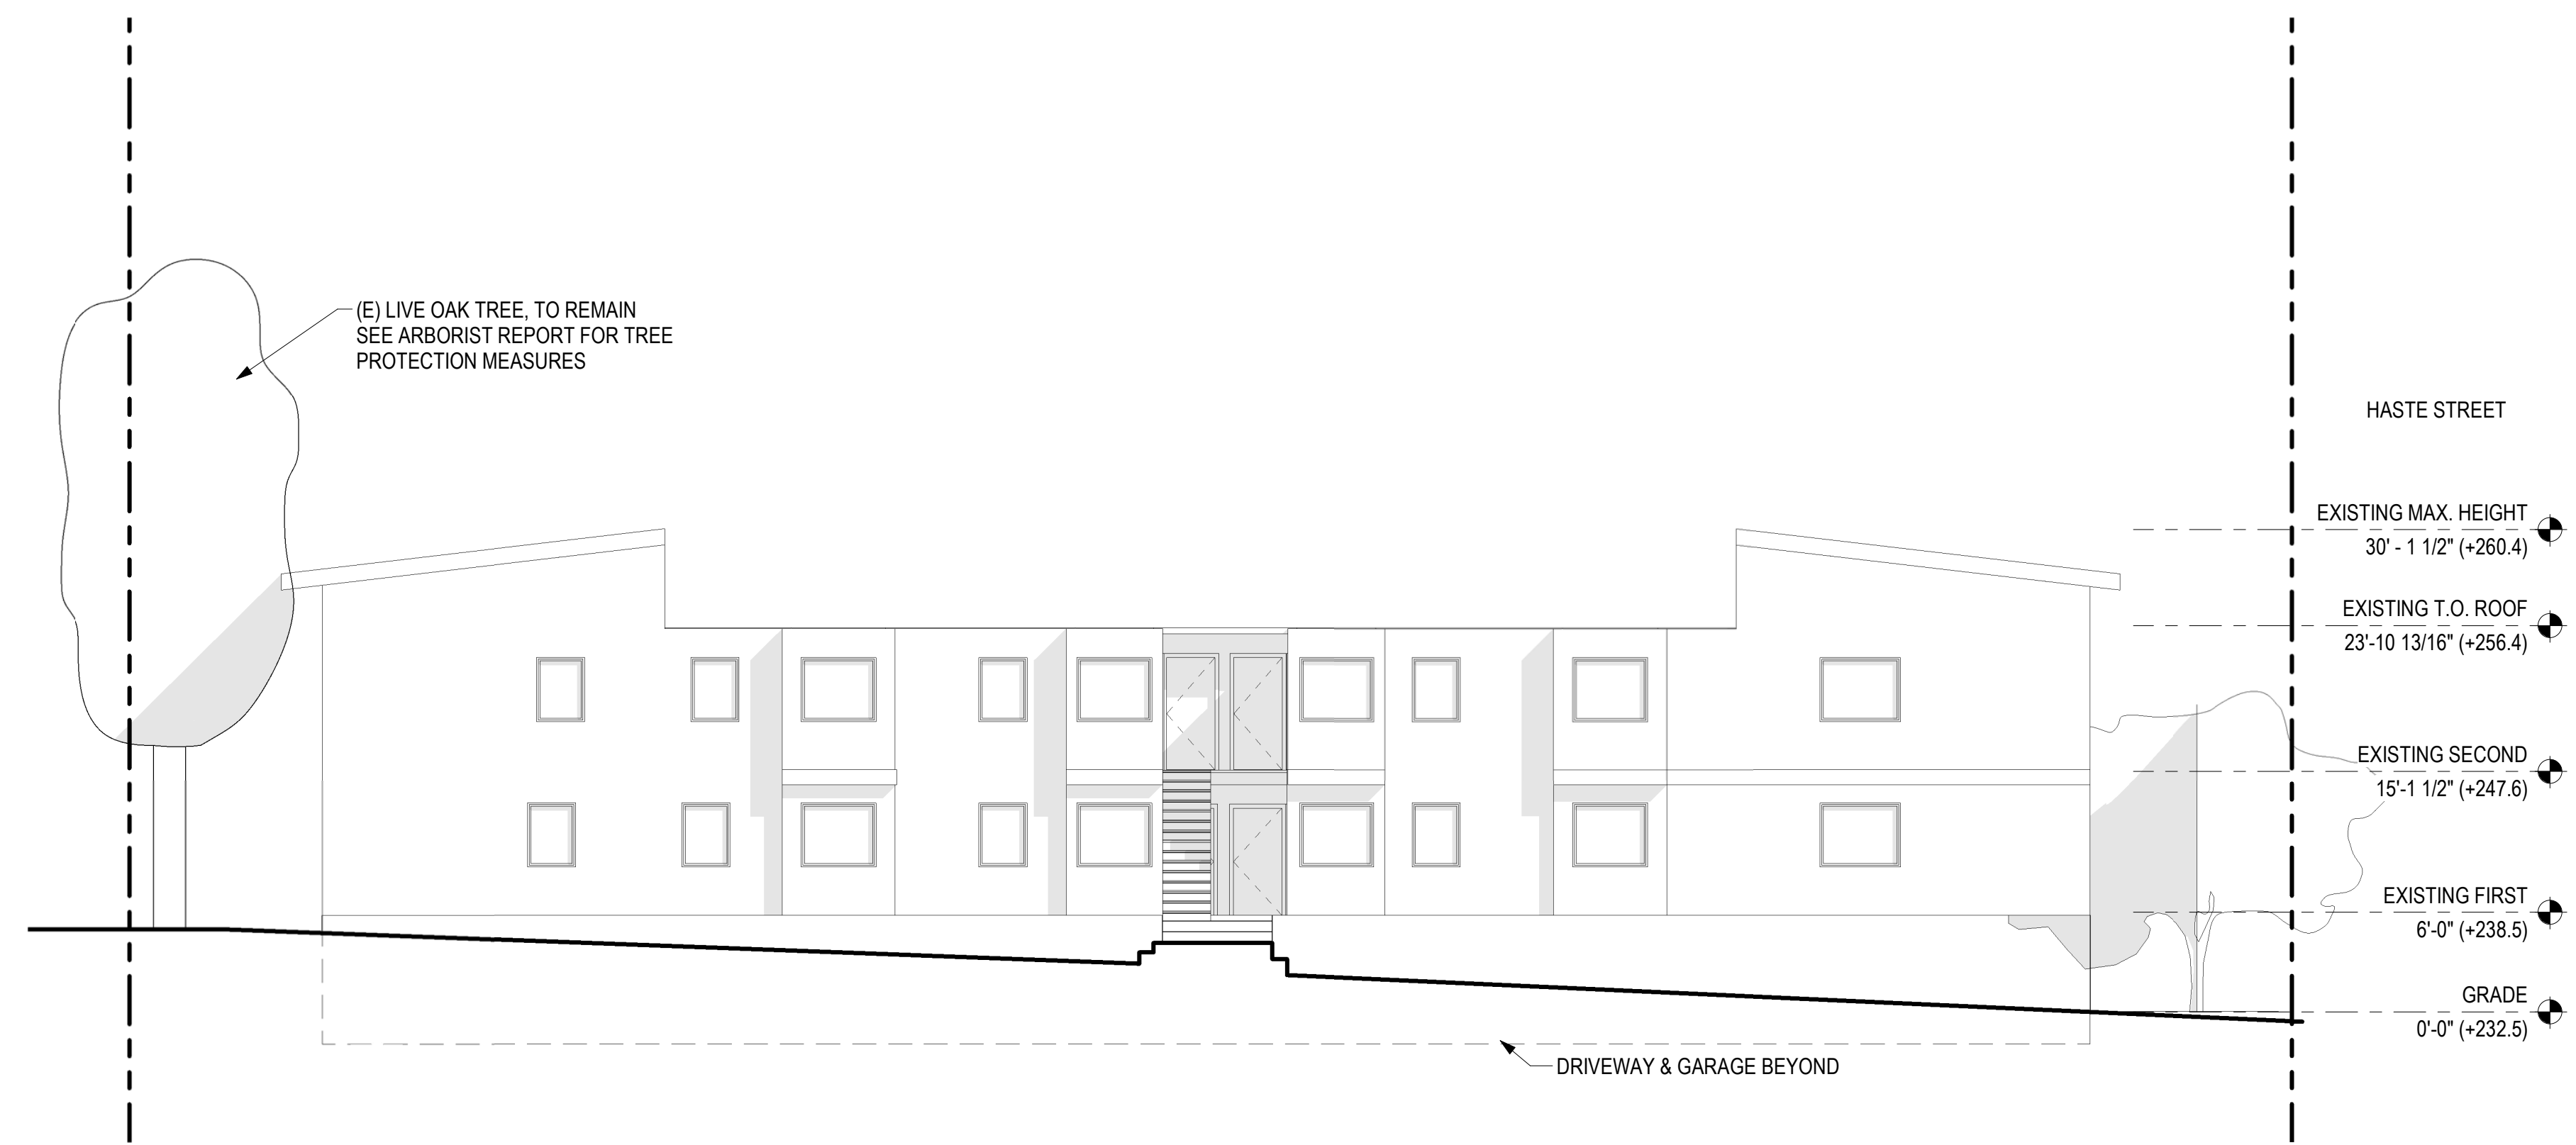 (E) LIVE OAK TREE, TO REMAIN
SEE ARBORIST REPORT FOR TREE
PROTECTION MEASURES
HASTE STREET
EXISTING MAX. HEIGHT
30' - 1 1/2" (+260.4)
EXISTING T.O. ROOF
23'-10 13/16" (+256.4)
EXISTING SECOND
15'-1 1/2" (+247.6)
EXISTING FIRST
6'-0" (+238.5)
GRADE
0'-0" (+232.5)
DRIVEWAY & GARAGE BEYOND